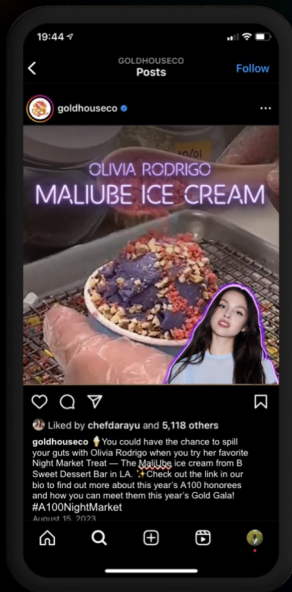 19:44
GOLDHOUSECO
Posts
Follow
goldhouseco
OLIVIA RODRIGO
MALIUBE ICE CREAM
Liked by chefdarayu and 5,118 others
goldhouseco 🍦You could have the chance to spill
your guts with Olivia Rodrigo when you try her favorite
Night Market Treat — The MaliUbe ice cream from B
Sweet Dessert Bar in LA. ✨Check out the link in our
bio to find out more about this year's A100 honorees
and how you can meet them this year's Gold Gala!
#A100NightMarket
August 15, 2023